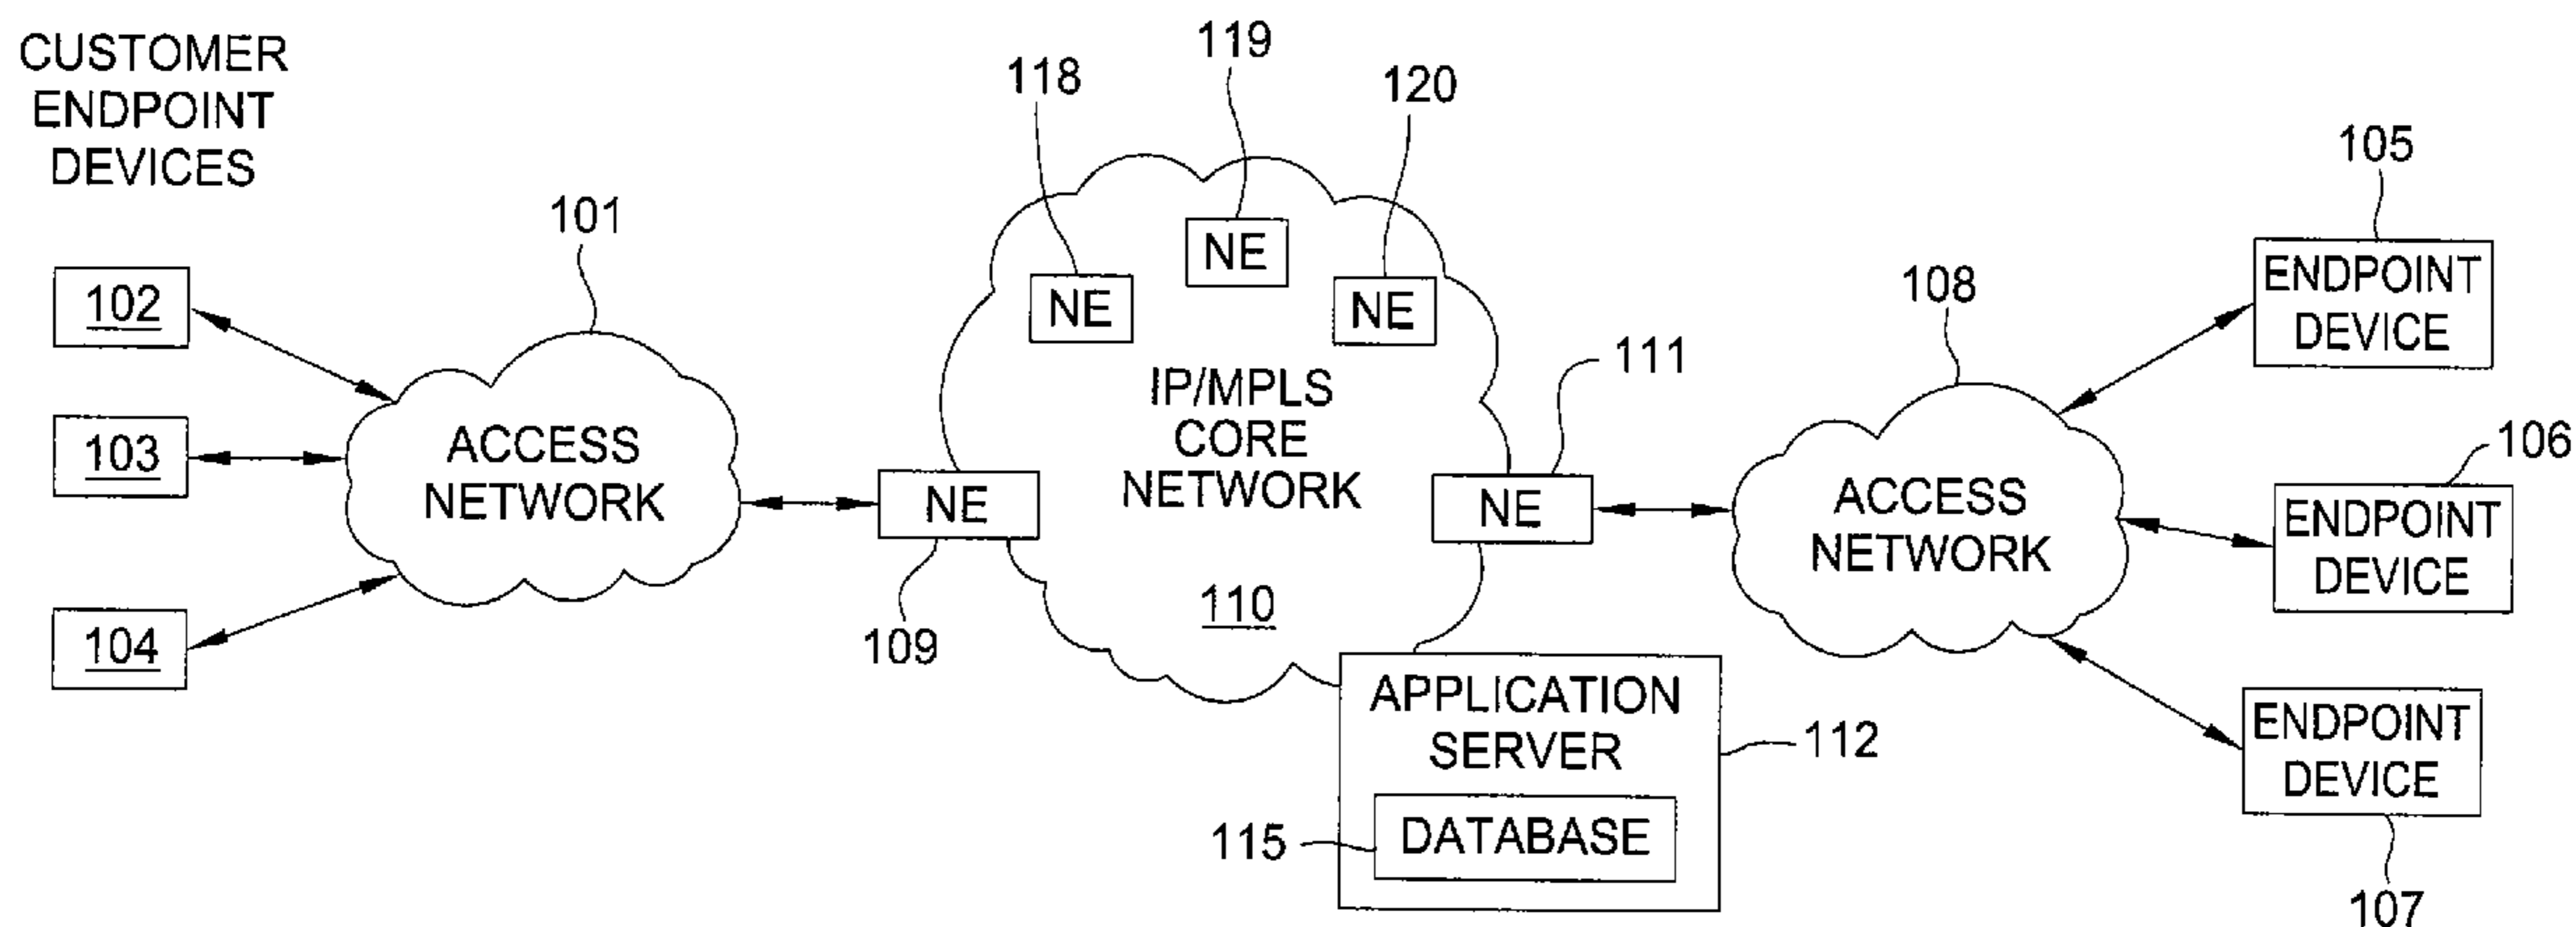 CUSTOMER
ENDPOINT
DEVICES
102
103
104
101
ACCESS
NETWORK
118
119
120
NE
NE
NE
IP/MPLS
CORE
NETWORK
110
NE
109
NE
111
APPLICATION
SERVER
112
DATABASE
115
108
ACCESS
NETWORK
105
ENDPOINT
DEVICE
106
ENDPOINT
DEVICE
ENDPOINT
DEVICE
107